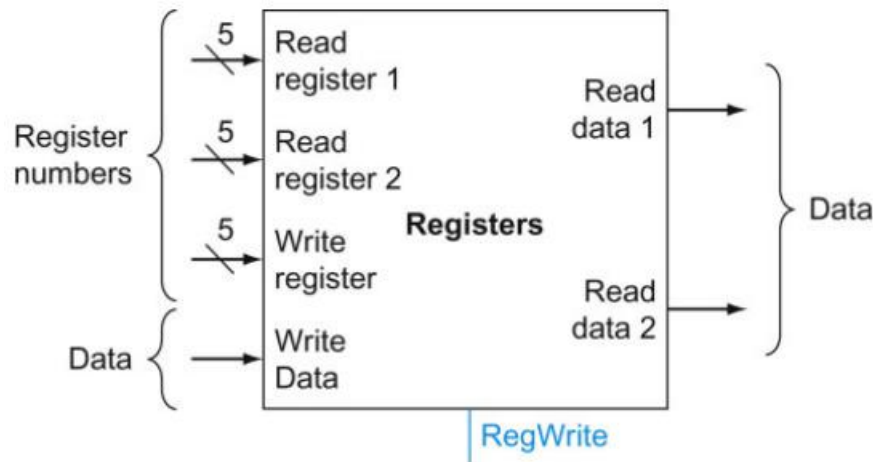 Register
numbers
Data
5
Read
register 1
5
Read
register 2
5
Write
register
Write
Data
Registers
Read
data 1
Read
data 2
Data
RegWrite